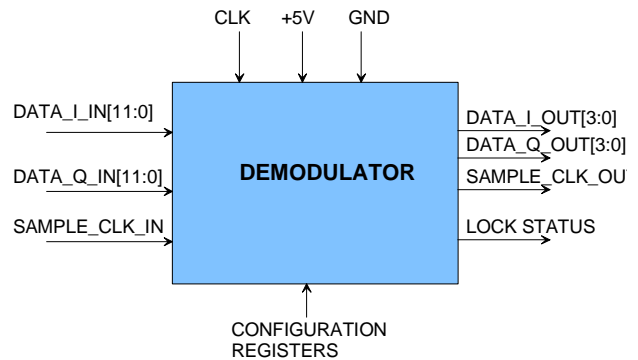 CLK +5V GND
DATA_I_IN[11:0]
DATA_I_OUT[3:0]
DATA_Q_OUT[3:0]
DEMODULATOR
DATA_Q_IN[11:0]
SAMPLE_CLK_OUT
SAMPLE_CLK_IN
LOCK STATUS
CONFIGURATION
REGISTERS